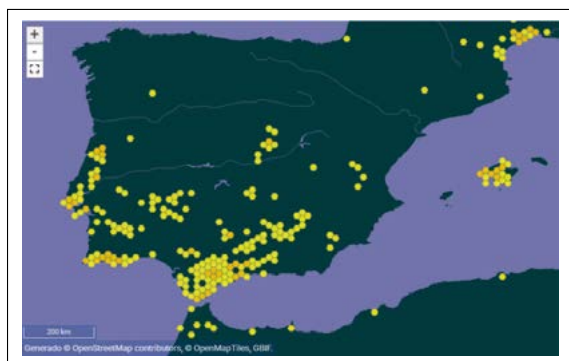 +
-
200 km
Generado © OpenStreetMap contributors, © OpenMapTiles, GBIF.